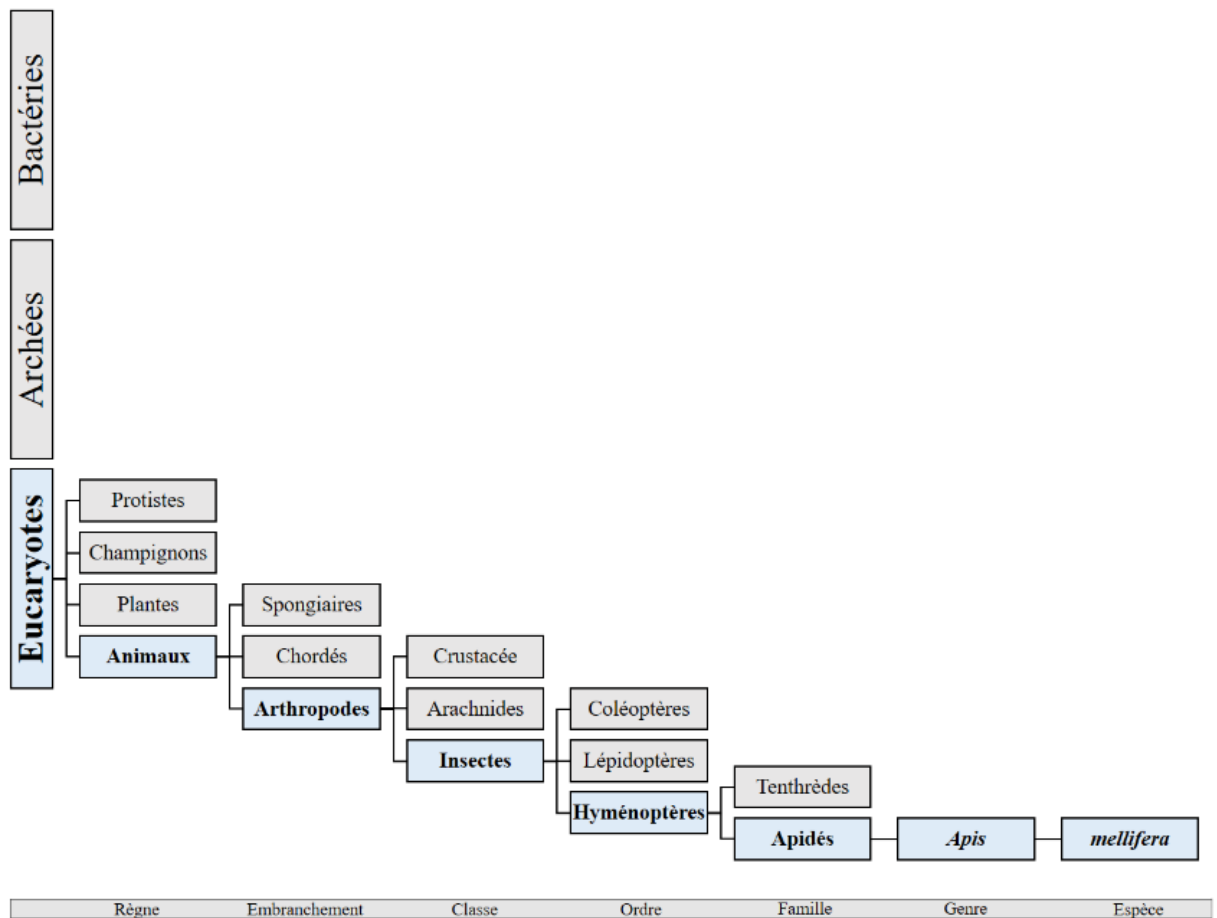 Bactéries
Archées
Eucaryotes
Protistes
Champignons
Plantes
Spongiaires
Animaux
Chordés
Crustacée
Arthropodes
Arachnides
Coléoptères
Insectes
Lépidoptères
Tenthrèdes
Hyménoptères
Apidés
Apis
mellifera
Règne Embranchement Classe Ordre Famille Genre Espèce